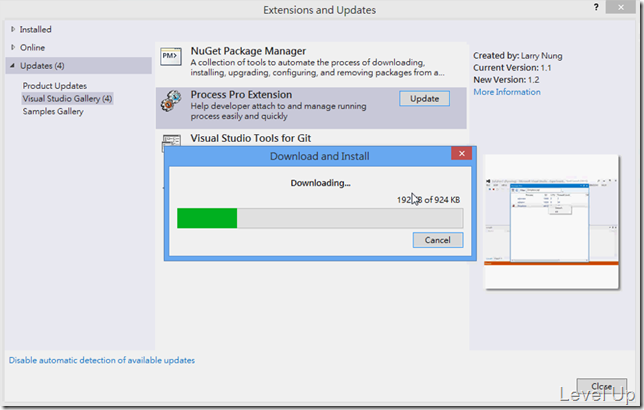 Extensions and Updates
?
Installed
Online
Updates (4)
Product Updates
Visual Studio Gallery (4)
Samples Gallery
PM>
NuGet Package Manager
A collection of tools to automate the process of downloading,
installing, upgrading, configuring, and removing packages from a...
Process Pro Extension
Help developer attach to and manage running
process easily and quickly
Update
Visual Studio Tools for Git
Created by: Larry Nung
Current Version: 1.1
New Version: 1.2
More Information
Download and Install
Downloading...
of 924 KB
Cancel
Disable automatic detection of available updates
Close
Level Up